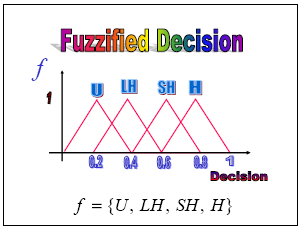 Fuzzified Decision
f
1
U LH SH H
0.2 0.4 0.6 0.8 1
Decision
f = {U, LH, SH, H}